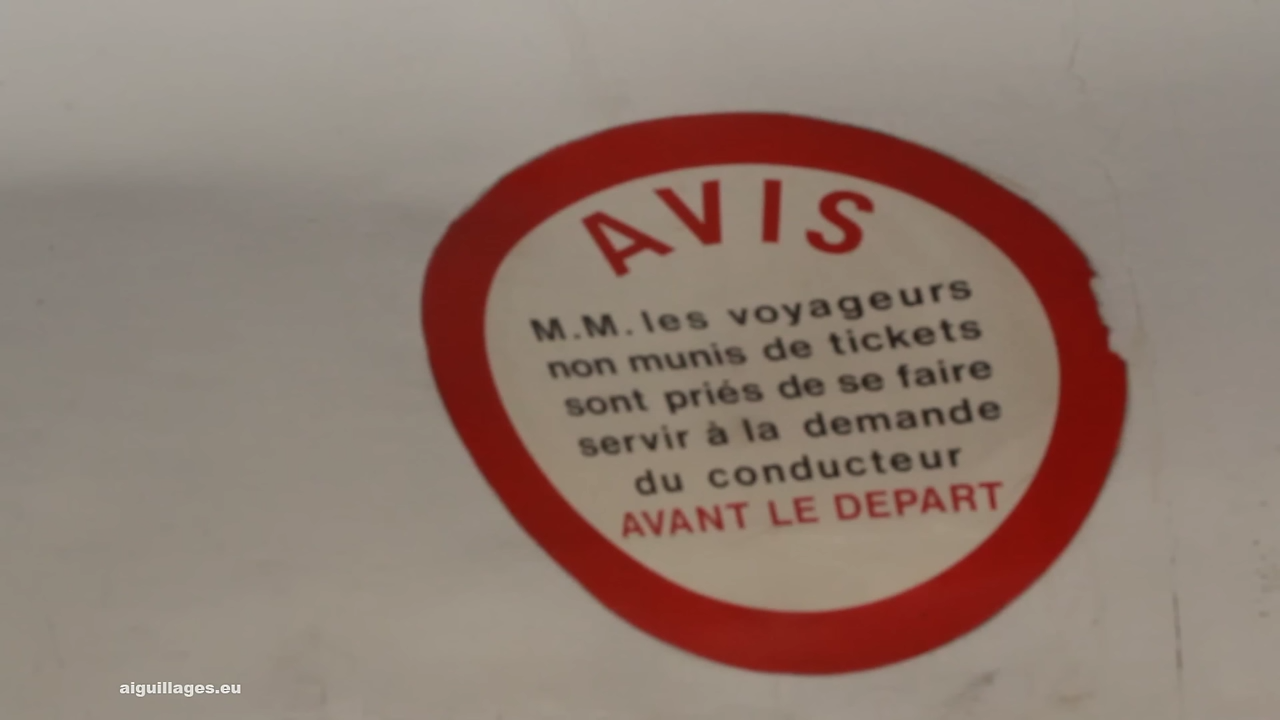 AVIS
M.M. les voyageurs
non munis de tickets
sont priés de se faire
servir à la demande
du conducteur
AVANT LE DEPART
aiguillages.eu